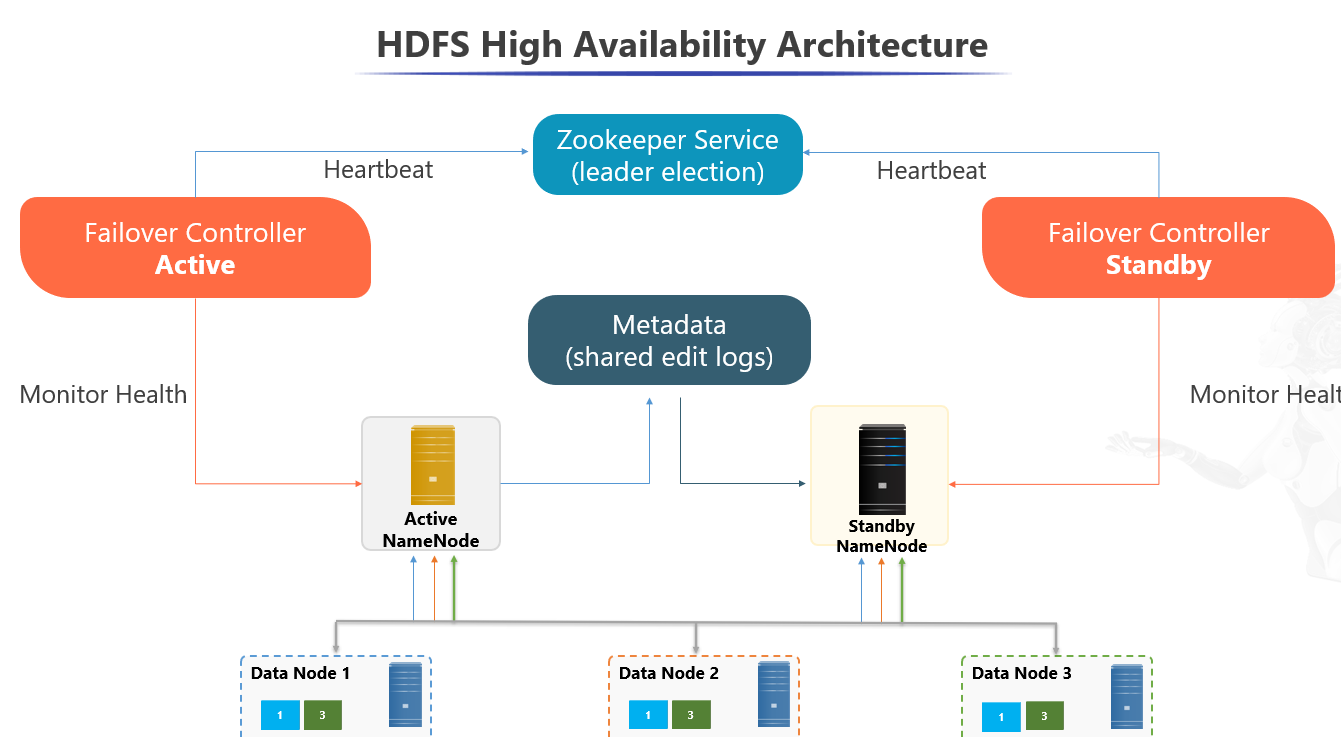 HDFS High Availability Architecture
Zookeeper Service
(leader election)
Heartbeat
Heartbeat
Failover Controller
Active
Failover Controller
Standby
Metadata
(shared edit logs)
Monitor Health
Monitor Healt
Active
NameNode
Standby
NameNode
Data Node 1
1
3
Data Node 2
1
3
Data Node 3
1
3